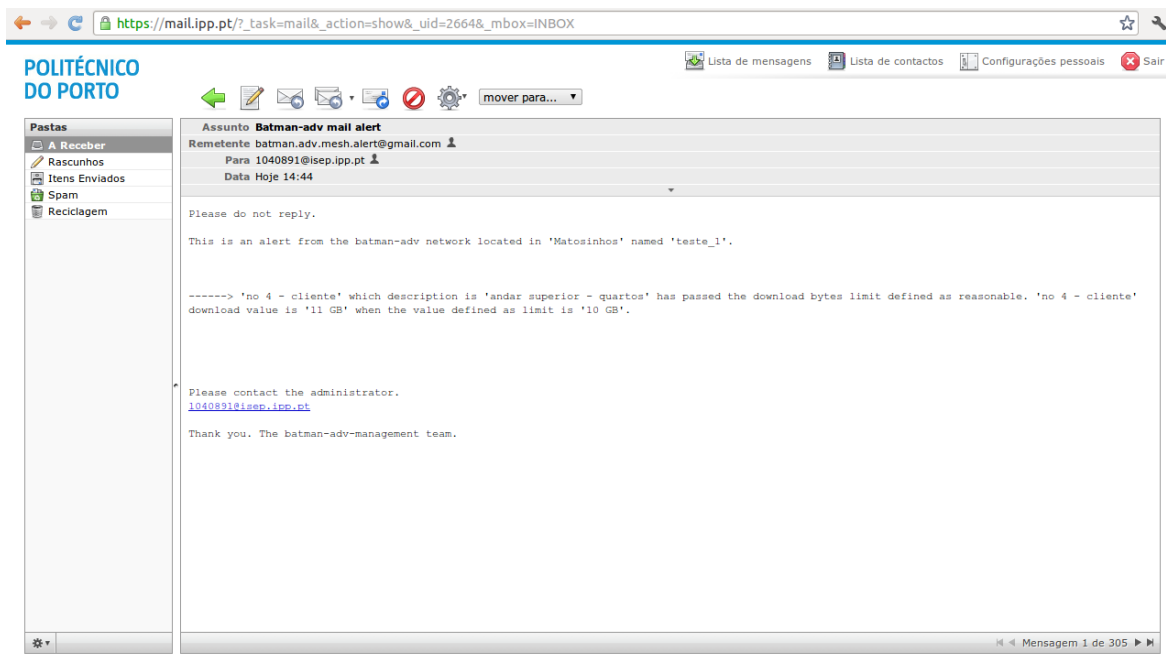 https://mail.ipp.pt/?_task=mail&_action=show&_uid=2664&_mbox=INBOX
POLITÉCNICO
DO PORTO
Lista de mensagens
Lista de contactos
Configurações pessoais
Sair
mover para...
Pastas
A Receber
Rascunhos
Itens Enviados
Spam
Reciclagem
Assunto Batman-adv mail alert
Remetente batman.adv.mesh.alert@gmail.com
Para 1040891@isep.ipp.pt
Data Hoje 14:44
Please do not reply.
This is an alert from the batman-adv network located in 'Matosinhos' named 'teste_1'.
------> 'no 4 - cliente' which description is 'andar superior - quartos' has passed the download bytes limit defined as reasonable. 'no 4 - cliente'
download value is '11 GB' when the value defined as limit is '10 GB'.
Please contact the administrator.
1040891@isep.ipp.pt
Thank you. The batman-adv-management team.
Mensagem 1 de 305